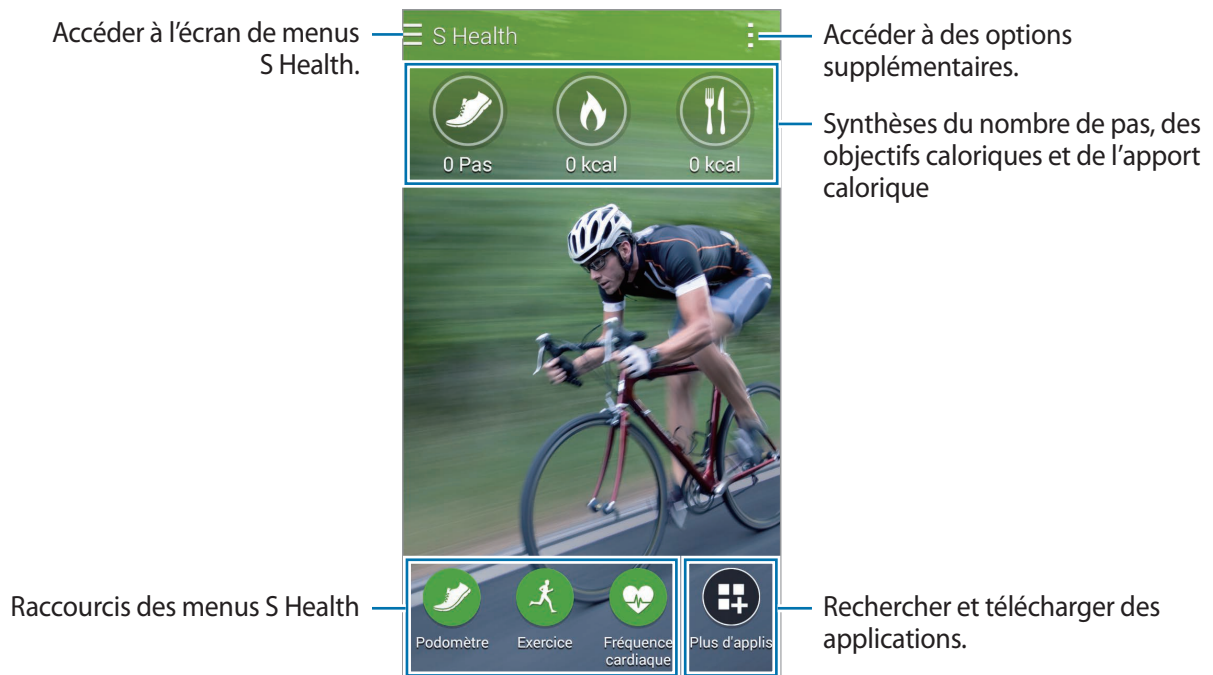 Accéder à l’écran de menus
S Health.
S Health
Accéder à des options
supplémentaires.
0 Pas
0 kcal
0 kcal
Synthèses du nombre de pas, des
objectifs caloriques et de l’apport
calorique
Raccourcis des menus S Health
Podomètre
Exercice
Fréquence
cardiaque
Plus d'applis
Rechercher et télécharger des
applications.